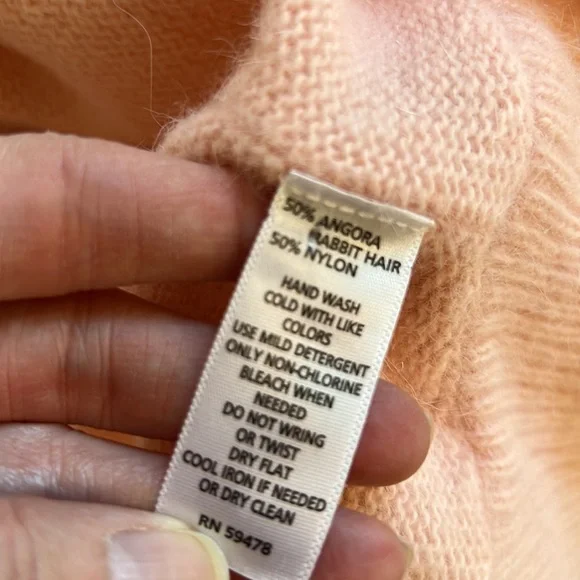 50% ANGORA
RABBIT HAIR
50% NYLON
HAND WASH
COLD WITH LIKE
COLORS
USE MILD DETERGENT
ONLY NON-CHLORINE
BLEACH WHEN
NEEDED
DO NOT WRING
OR TWIST
DRY FLAT
COOL IRON IF NEEDED
OR DRY CLEAN
RN 59478